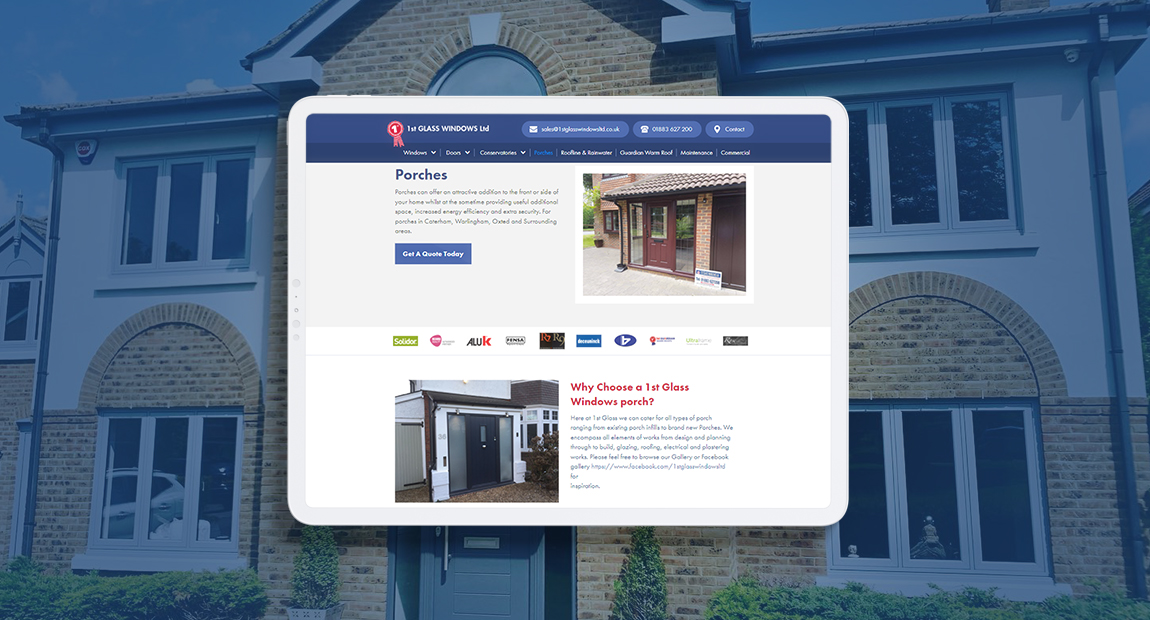 1st GLASS WINDOWS Ltd
sales@1stglasswindowsltd.co.uk
01883 627 200
Contact
Windows
Doors
Conservatories
Porches
Roofline & Rainwater
Guardian Warm Roof
Maintenance
Commercial
Porches
Porches can offer an attractive addition to the front or side of
your home whilst at the sometime providing useful additional
space, increased energy efficiency and extra security. For
porches in Caterham, Warlingham, Oxted and Surrounding
areas.
Get A Quote Today
Solidor
ALUK
FENSA
deceuninck
Why Choose a 1st Glass
Windows porch?
Here at 1st Glass we can cater for all types of porch
ranging from existing porch infills to brand new Porches. We
encompass all elements of works from design and planning
through to build, glazing, roofing, electrical and plastering
works. Please feel free to browse our Gallery or Facebook
gallery https://www.facebook.com/1stglasswindowsltd
for
inspiration.
38